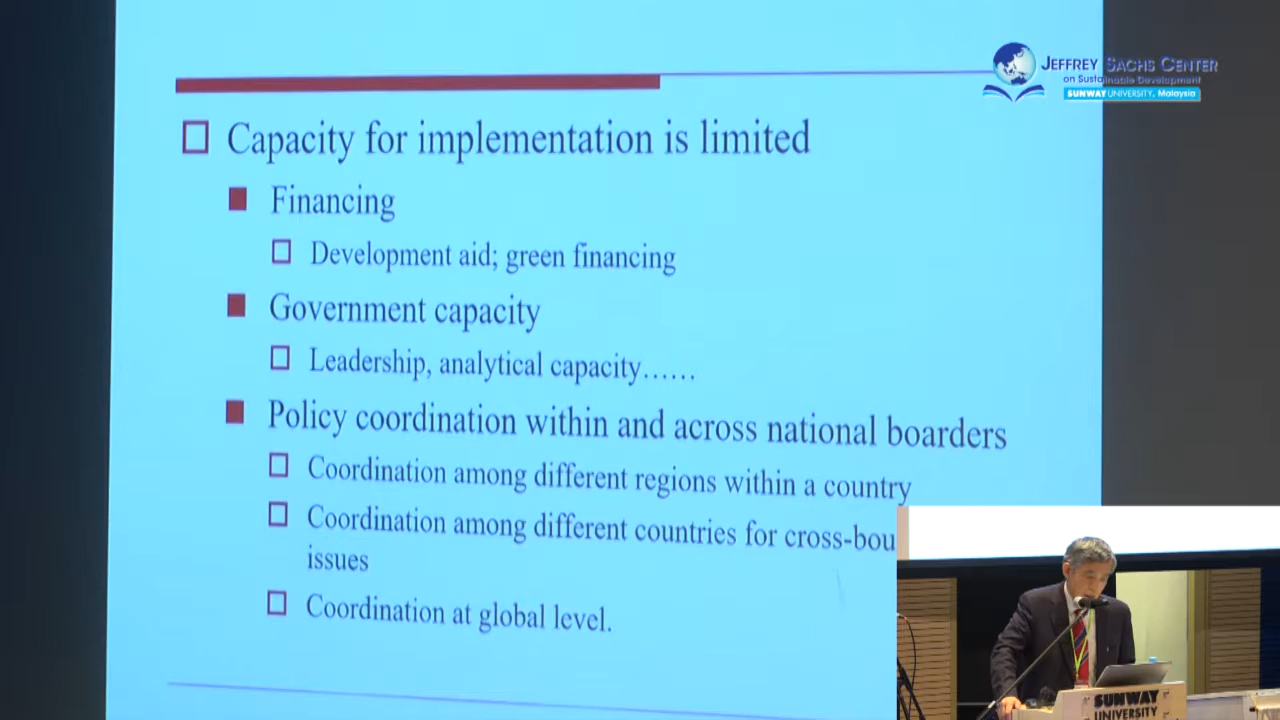 JEFFREY SACHS CENTER
on Sustainable Development
SUNWAY UNIVERSITY, Malaysia
Capacity for implementation is limited
Financing
Development aid; green financing
Government capacity
Leadership, analytical capacity……
Policy coordination within and across national boarders
Coordination among different regions within a country
Coordination among different countries for cross-bou
issues
Coordination at global level.
SUNWAY
UNIVERSITY